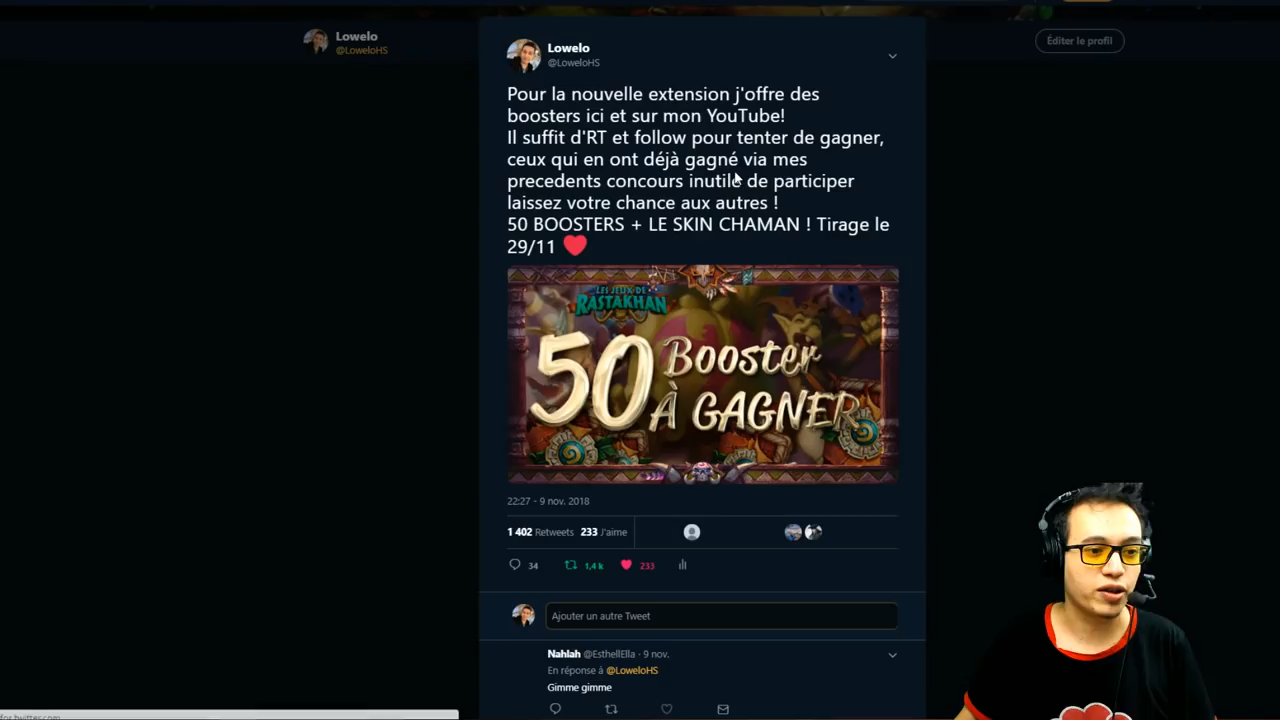 Lowelo
@LoweloHS
Éditer le profil
Lowelo
@LoweloHS
Pour la nouvelle extension j'offre des
boosters ici et sur mon YouTube!
Il suffit d'RT et follow pour tenter de gagner,
ceux qui en ont déjà gagné via mes
precedents concours inutile de participer
laissez votre chance aux autres !
50 BOOSTERS + LE SKIN CHAMAN ! Tirage le
29/11
LES JEUX DE
RASTAKHAN
50 Booster
À GAGNER
22:27 - 9 nov. 2018
1 402 Retweets 233 J'aime
34 1,4 k 233
Ajouter un autre Tweet
Nahlah @EsthellElla · 9 nov.
En réponse à @LoweloHS
Gimme gimme